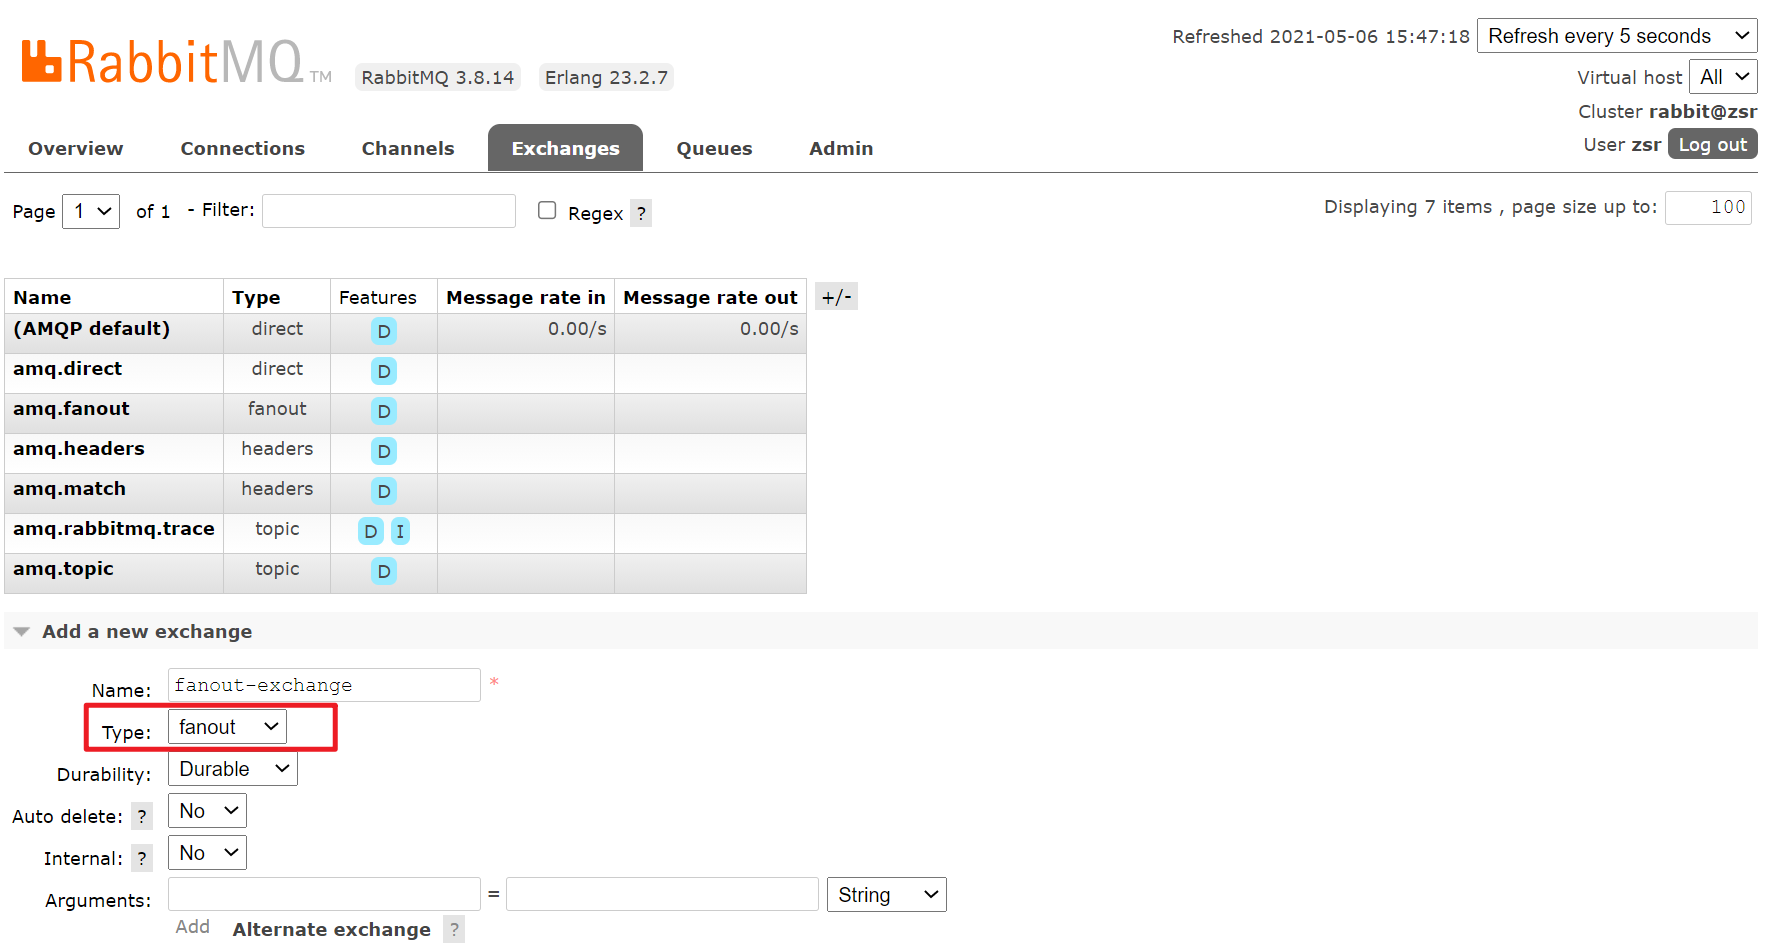 Refreshed 2021-05-06 15:47:18 Refresh every 5 seconds
RabbitMQ TM RabbitMQ 3.8.14 Erlang 23.2.7
Virtual host All
Cluster rabbit@zsr
User zsr Log out
Overview Connections Channels Exchanges Queues Admin
Page 1 of 1 - Filter: Regex ? Displaying 7 items , page size up to: 100
Name Type Features Message rate in Message rate out +/-
(AMQP default) direct D 0.00/s 0.00/s
amq.direct direct D
amq.fanout fanout D
amq.headers headers D
amq.match headers D
amq.rabbitmq.trace topic D I
amq.topic topic D
Add a new exchange
Name: fanout-exchange *
Type: fanout
Durability: Durable
Auto delete: ? No
Internal: ? No
Arguments: = String
Add Alternate exchange ?